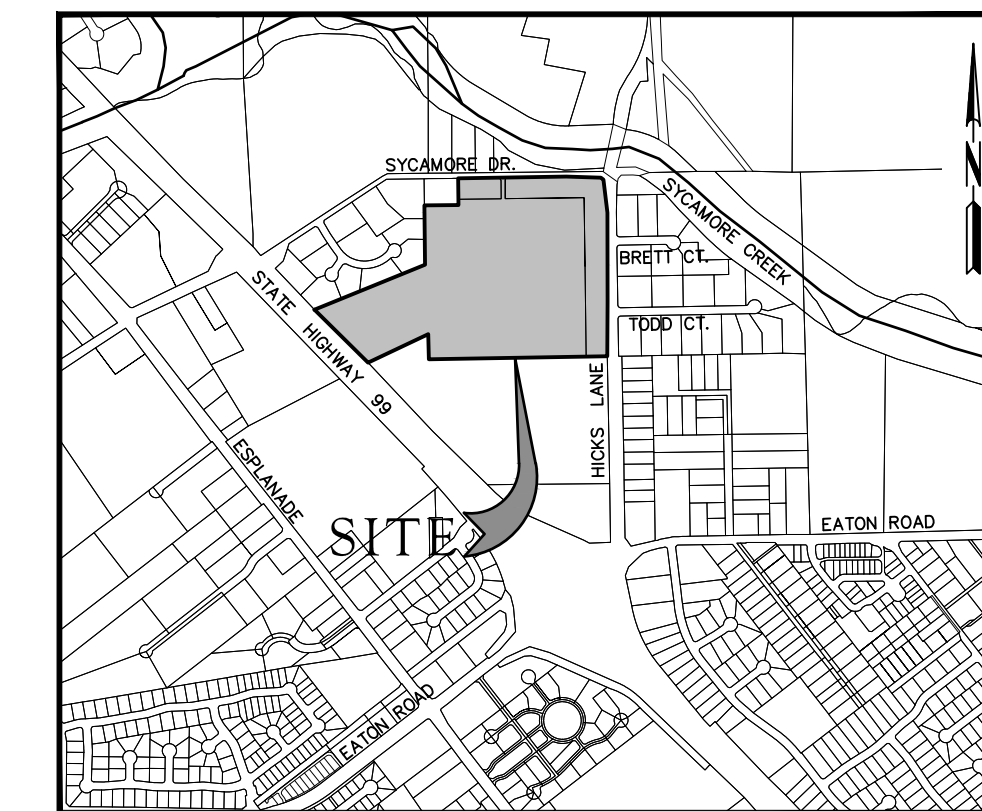 SYCAMORE DR.
N
SYCAMORE CREEK
BRETT CT.
STATE HIGHWAY 99
TODD CT.
HICKS LANE
ESPLANADE
SITE
EATON ROAD
EATON ROAD